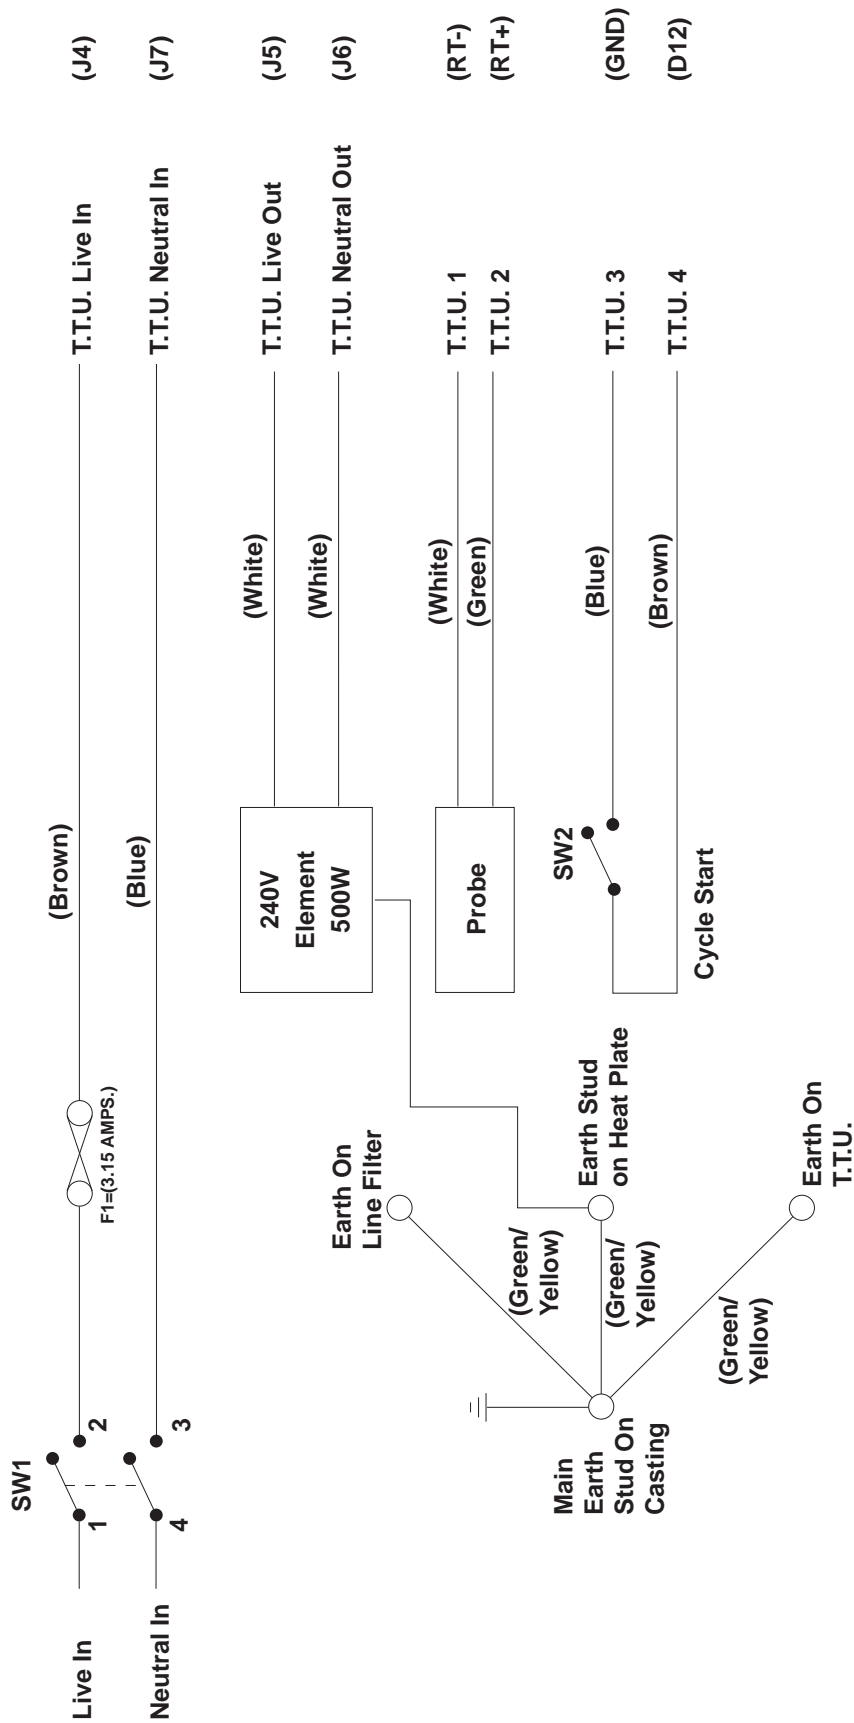 Live In
SW1
1
2
F1=(3.15 AMPS.)
(Brown)
T.T.U. Live In
(J4)
Neutral In
4
3
(Blue)
T.T.U. Neutral In
(J7)
240V
Element
500W
(White)
T.T.U. Live Out
(J5)
(White)
T.T.U. Neutral Out
(J6)
Probe
(White)
T.T.U. 1
(RT-)
(Green)
T.T.U. 2
(RT+)
SW2
(Blue)
T.T.U. 3
(GND)
(Brown)
T.T.U. 4
(D12)
Cycle Start
Earth On
Line Filter
(Green/
Yellow)
Earth Stud
on Heat Plate
(Green/
Yellow)
Main
Earth
Stud On
Casting
(Green/
Yellow)
Earth On
T.T.U.